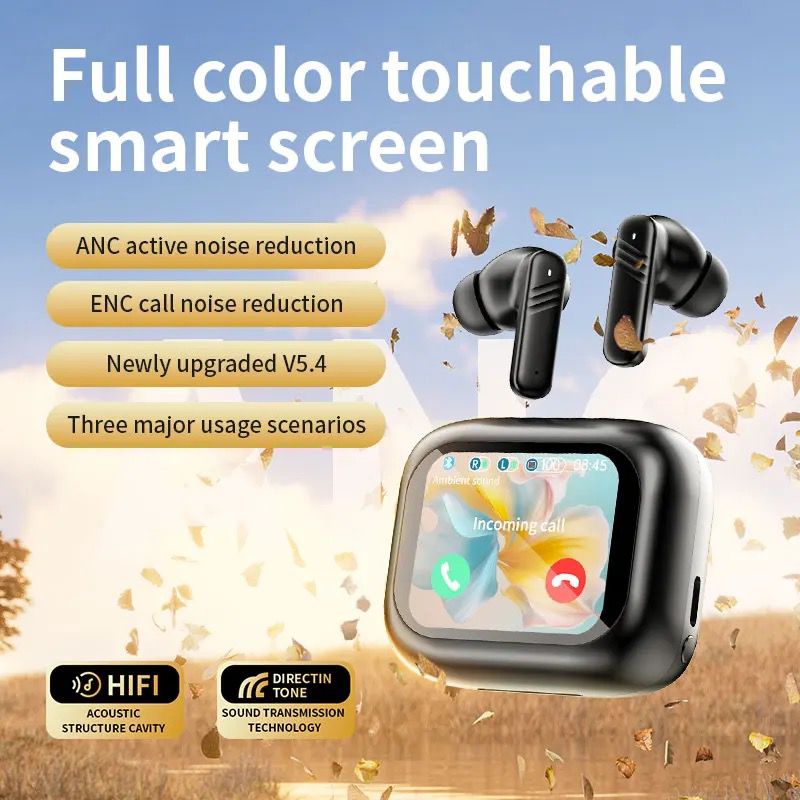 Full color touchable
smart screen
ANC active noise reduction
ENC call noise reduction
Newly upgraded V5.4
Three major usage scenarios
R L 100 08:45
Ambient sound
Incoming call
HIFI
ACOUSTIC
STRUCTURE CAVITY
DIRECTIN
TONE
SOUND TRANSMISSION
TECHNOLOGY